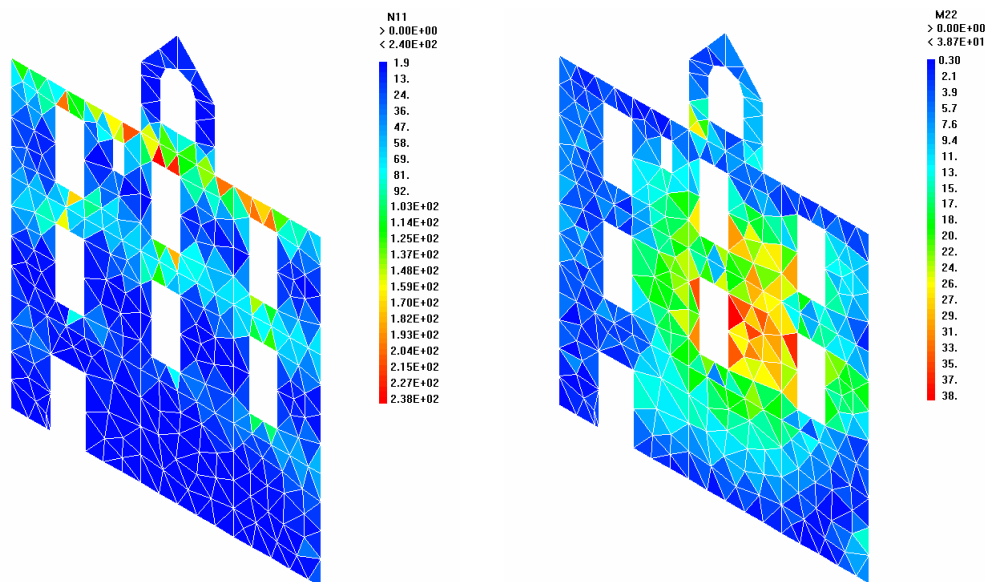 N11
> 0.00E+00
< 2.40E+02
1.9
13.
24.
36.
47.
58.
69.
81.
92.
1.03E+02
1.14E+02
1.25E+02
1.37E+02
1.48E+02
1.59E+02
1.70E+02
1.82E+02
1.93E+02
2.04E+02
2.15E+02
2.27E+02
2.38E+02
M22
> 0.00E+00
< 3.87E+01
0.30
2.1
3.9
5.7
7.6
9.4
11.
13.
15.
17.
18.
20.
22.
24.
26.
27.
29.
31.
33.
35.
37.
38.